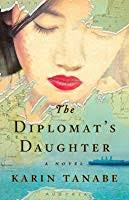 The
DIPLOMAT'S
DAUGHTER
A NOVEL
KARIN TANABE